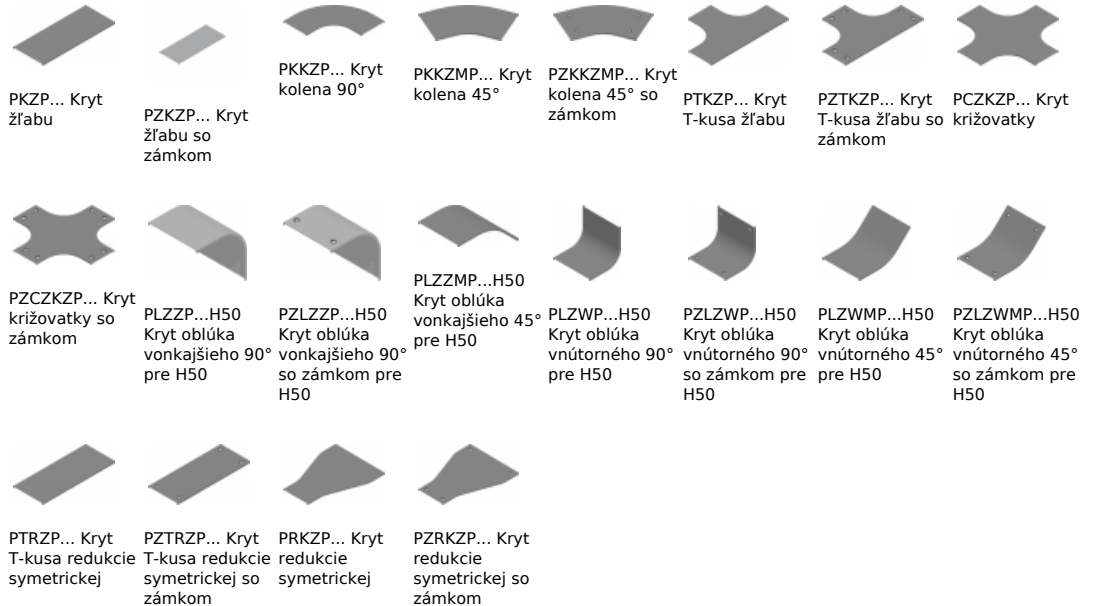 PKZP... Kryt
žľabu
PZKZP... Kryt
žľabu so
zámkom
PKKZP... Kryt
kolena 90°
PKKZMP... Kryt
kolena 45°
PZKKZMP... Kryt
kolena 45° so
zámkom
PTKZP... Kryt
T-kusa žľabu
PZTKZP... Kryt
T-kusa žľabu so
zámkom
PCZKZP... Kryt
križovatky
PZCZKZP... Kryt
križovatky so
zámkom
PLZZP...H50
Kryt oblúka
vonkajšieho 90°
pre H50
PZLZZP...H50
Kryt oblúka
vonkajšieho 90°
so zámkom pre
H50
PLZZMP...H50
Kryt oblúka
vonkajšieho 45°
pre H50
PLZWP...H50
Kryt oblúka
vnútorného 90°
pre H50
PZLZWP...H50
Kryt oblúka
vnútorného 90°
so zámkom pre
H50
PLZWMP...H50
Kryt oblúka
vnútorného 45°
pre H50
PZLZWMP...H50
Kryt oblúka
vnútorného 45°
so zámkom pre
H50
PTRZP... Kryt
T-kusa redukcie
symetrickej
PZTRZP... Kryt
T-kusa redukcie
symetrickej so
zámkom
PRKZP... Kryt
redukcie
symetrickej
PZRKZP... Kryt
redukcie
symetrickej so
zámkom